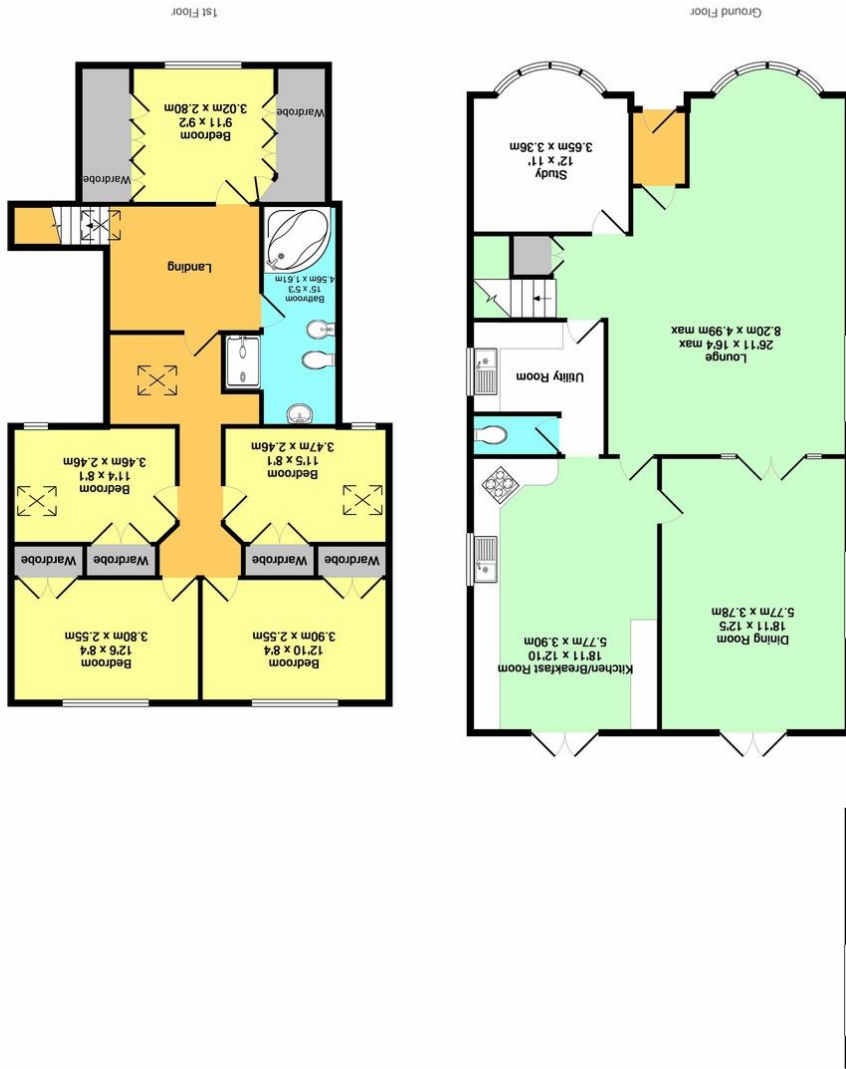 Ground Floor
Dining Room
18'11 x 12'5
5.77m x 3.78m
Kitchen/Breakfast Room
18'11 x 12'10
5.77m x 3.90m
Utility Room
Lounge
26'11 x 16'4 max
8.20m x 4.99m max
Study
12' x 11'
3.65m x 3.36m
1st Floor
Bedroom
12'10 x 8'4
3.90m x 2.55m
Bedroom
12'6 x 8'4
3.80m x 2.55m
Wardrobe
Wardrobe
Wardrobe
Wardrobe
Bedroom
11'5 x 8'1
3.47m x 2.46m
Bedroom
11'4 x 8'1
3.46m x 2.46m
Bathroom
15' x 5'3
4.56m x 1.61m
Landing
Wardrobe
Bedroom
9'11 x 9'2
3.02m x 2.80m
Wardrobe